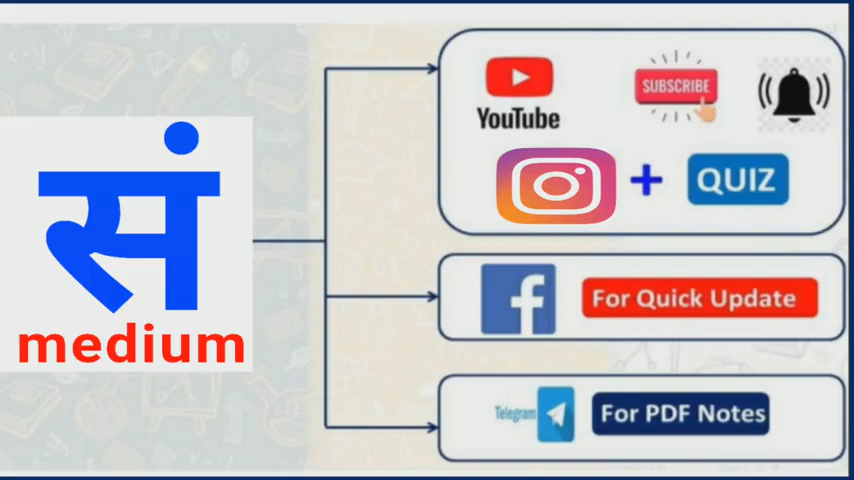 सं
medium
YouTube
SUBSCRIBE
+ QUIZ
For Quick Update
Telegram
For PDF Notes